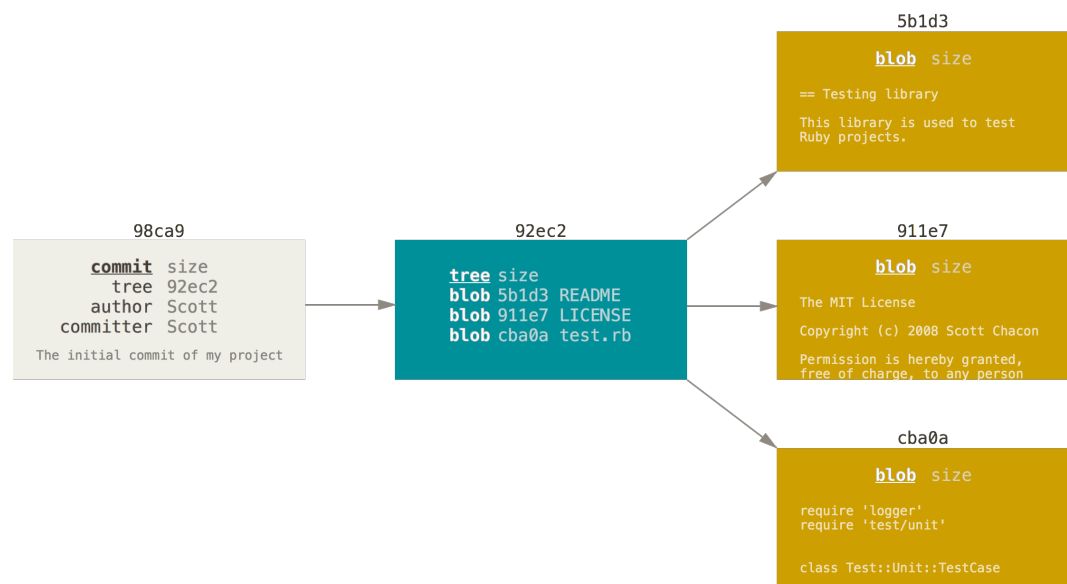 98ca9
commit size
tree 92ec2
author Scott
committer Scott
The initial commit of my project
92ec2
tree size
blob 5b1d3 README
blob 911e7 LICENSE
blob cba0a test.rb
5b1d3
blob size
== Testing library
This library is used to test
Ruby projects.
911e7
blob size
The MIT License
Copyright (c) 2008 Scott Chacon
Permission is hereby granted,
free of charge, to any person
cba0a
blob size
require 'logger'
require 'test/unit'
class Test::Unit::TestCase